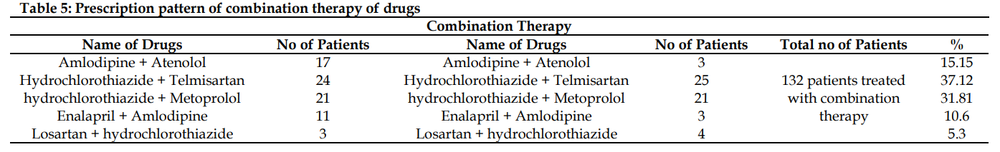 Table 5: Prescription pattern of combination therapy of drugs
Combination Therapy
Name of Drugs No of Patients Name of Drugs No of Patients Total no of Patients %
Amlodipine + Atenolol 17 Amlodipine + Atenolol 3 15.15
Hydrochlorothiazide + Telmisartan 24 Hydrochlorothiazide + Telmisartan 25 132 patients treated 37.12
hydrochlorothiazide + Metoprolol 21 hydrochlorothiazide + Metoprolol 21 with combination 31.81
Enalapril + Amlodipine 11 Enalapril + Amlodipine 3 therapy 10.6
Losartan + hydrochlorothiazide 3 Losartan + hydrochlorothiazide 4 5.3